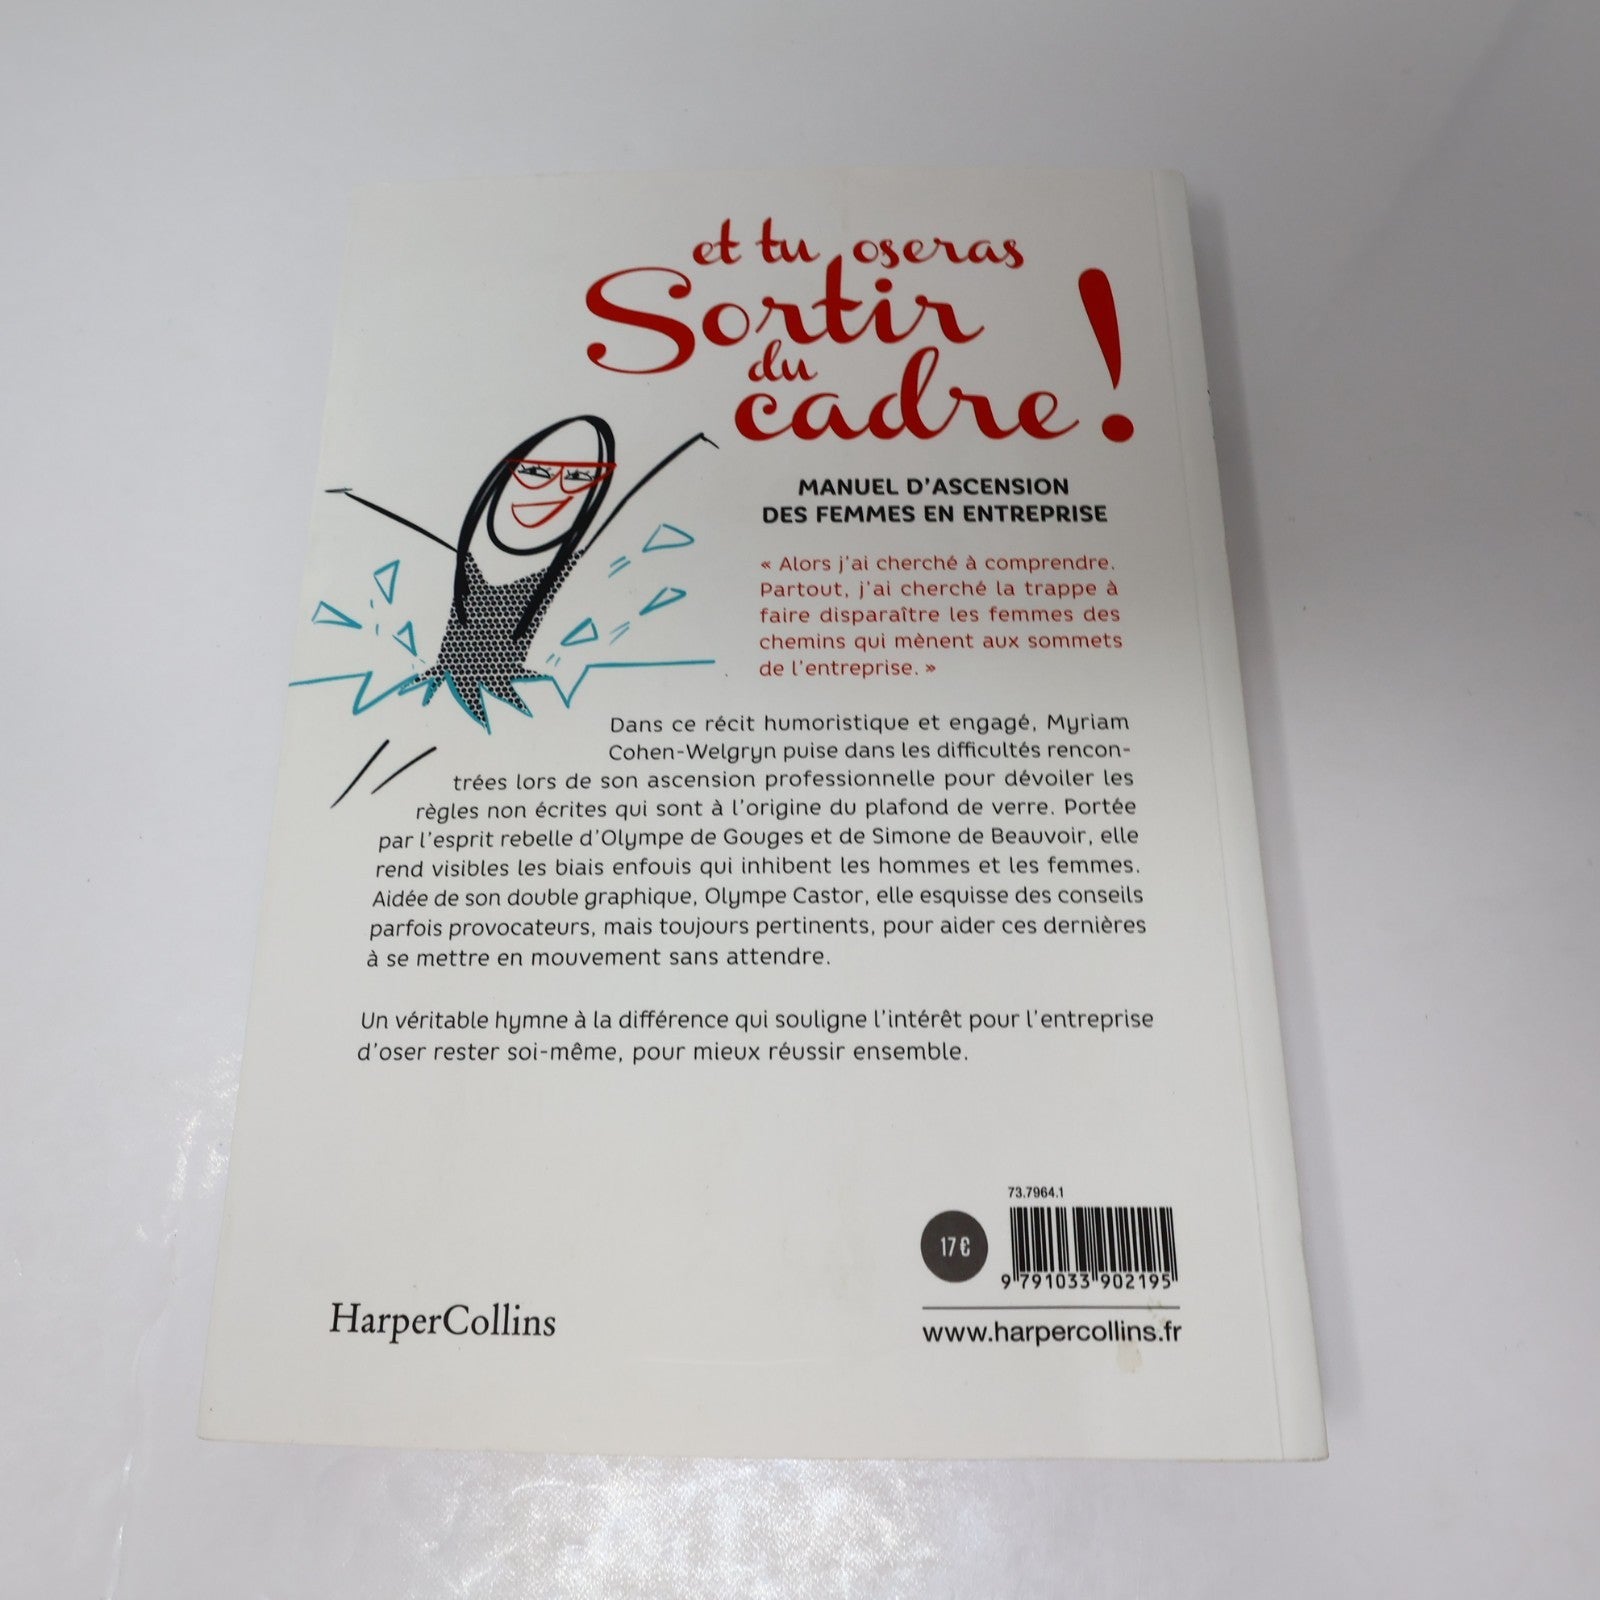 et tu oseras
Sortir
du
cadre !
MANUEL D'ASCENSION
DES FEMMES EN ENTREPRISE
« Alors j'ai cherché à comprendre.
Partout, j'ai cherché la trappe à
faire disparaître les femmes des
chemins qui mènent aux sommets
de l'entreprise. »
Dans ce récit humoristique et engagé, Myriam
Cohen-Welgryn puise dans les difficultés rencon-
trées lors de son ascension professionnelle pour dévoiler les
règles non écrites qui sont à l'origine du plafond de verre. Portée
par l'esprit rebelle d'Olympe de Gouges et de Simone de Beauvoir, elle
rend visibles les biais enfouis qui inhibent les hommes et les femmes.
Aidée de son double graphique, Olympe Castor, elle esquisse des conseils
parfois provocateurs, mais toujours pertinents, pour aider ces dernières
à se mettre en mouvement sans attendre.
Un véritable hymne à la différence qui souligne l'intérêt pour l'entreprise
d'oser rester soi-même, pour mieux réussir ensemble.
73.7964.1
17 €
9 791033 902195
HarperCollins
www.harpercollins.fr